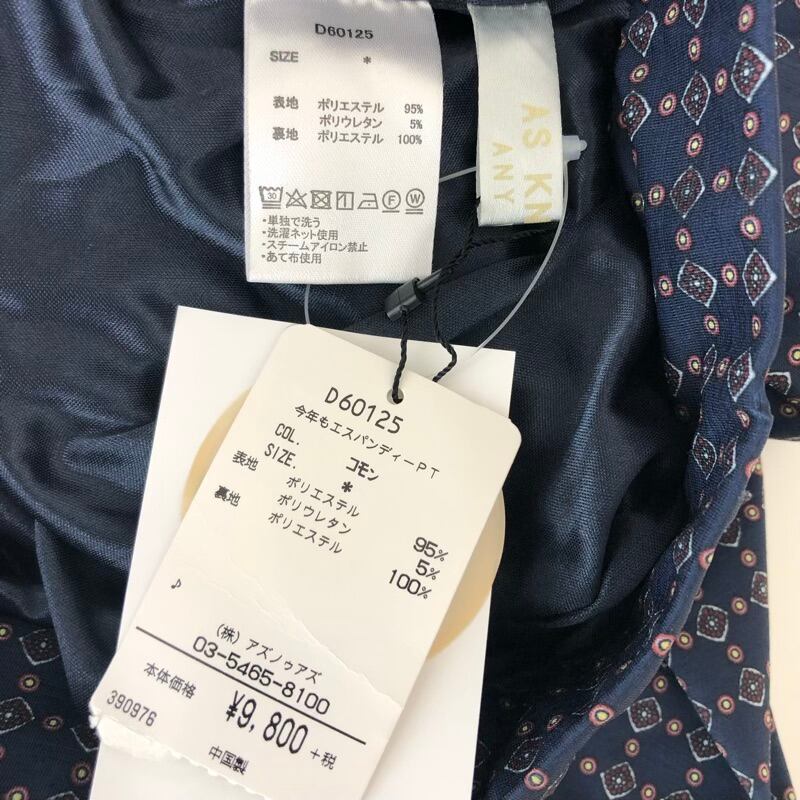 D60125
SIZE *
表地 ポリエステル 95%
ポリウレタン 5%
裏地 ポリエステル 100%
30
F W
・単独で洗う
・洗濯ネット使用
・スチームアイロン禁止
・あて布使用
AS KN
ANY
D60125
今年もエスパンディーPT
COL. コモン
SIZE. *
表地 ポリエステル 95%
ポリウレタン 5%
裏地 ポリエステル 100%
♪
(株) アズノゥアズ
03-5465-8100
本体価格 ¥9,800 +税
390976
中国製